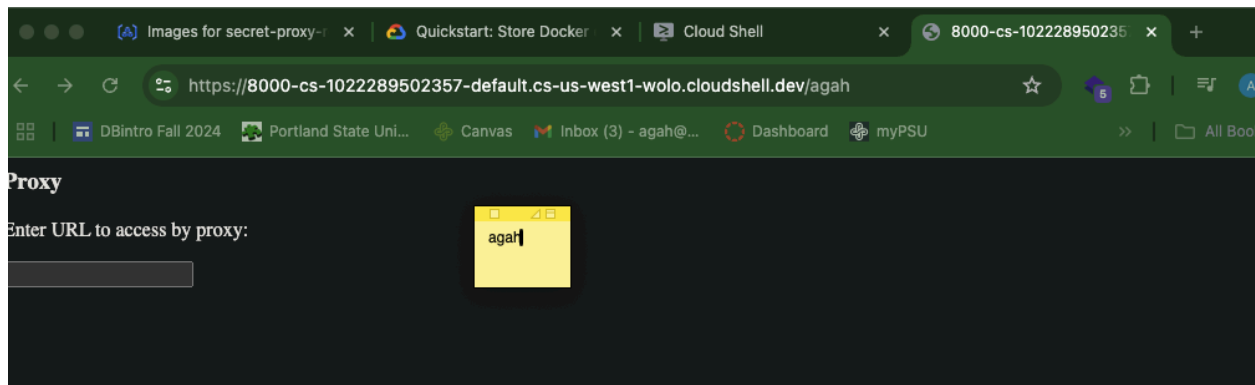 Images for secret-proxy-r
Quickstart: Store Docker
Cloud Shell
8000-cs-102228950235
https://8000-cs-1022289502357-default.cs-us-west1-wolo.cloudshell.dev/agah
5
A
DBintro Fall 2024
Portland State Uni...
Canvas
Inbox (3) - agah@...
Dashboard
myPSU
All Boo
Proxy
Enter URL to access by proxy:
agah